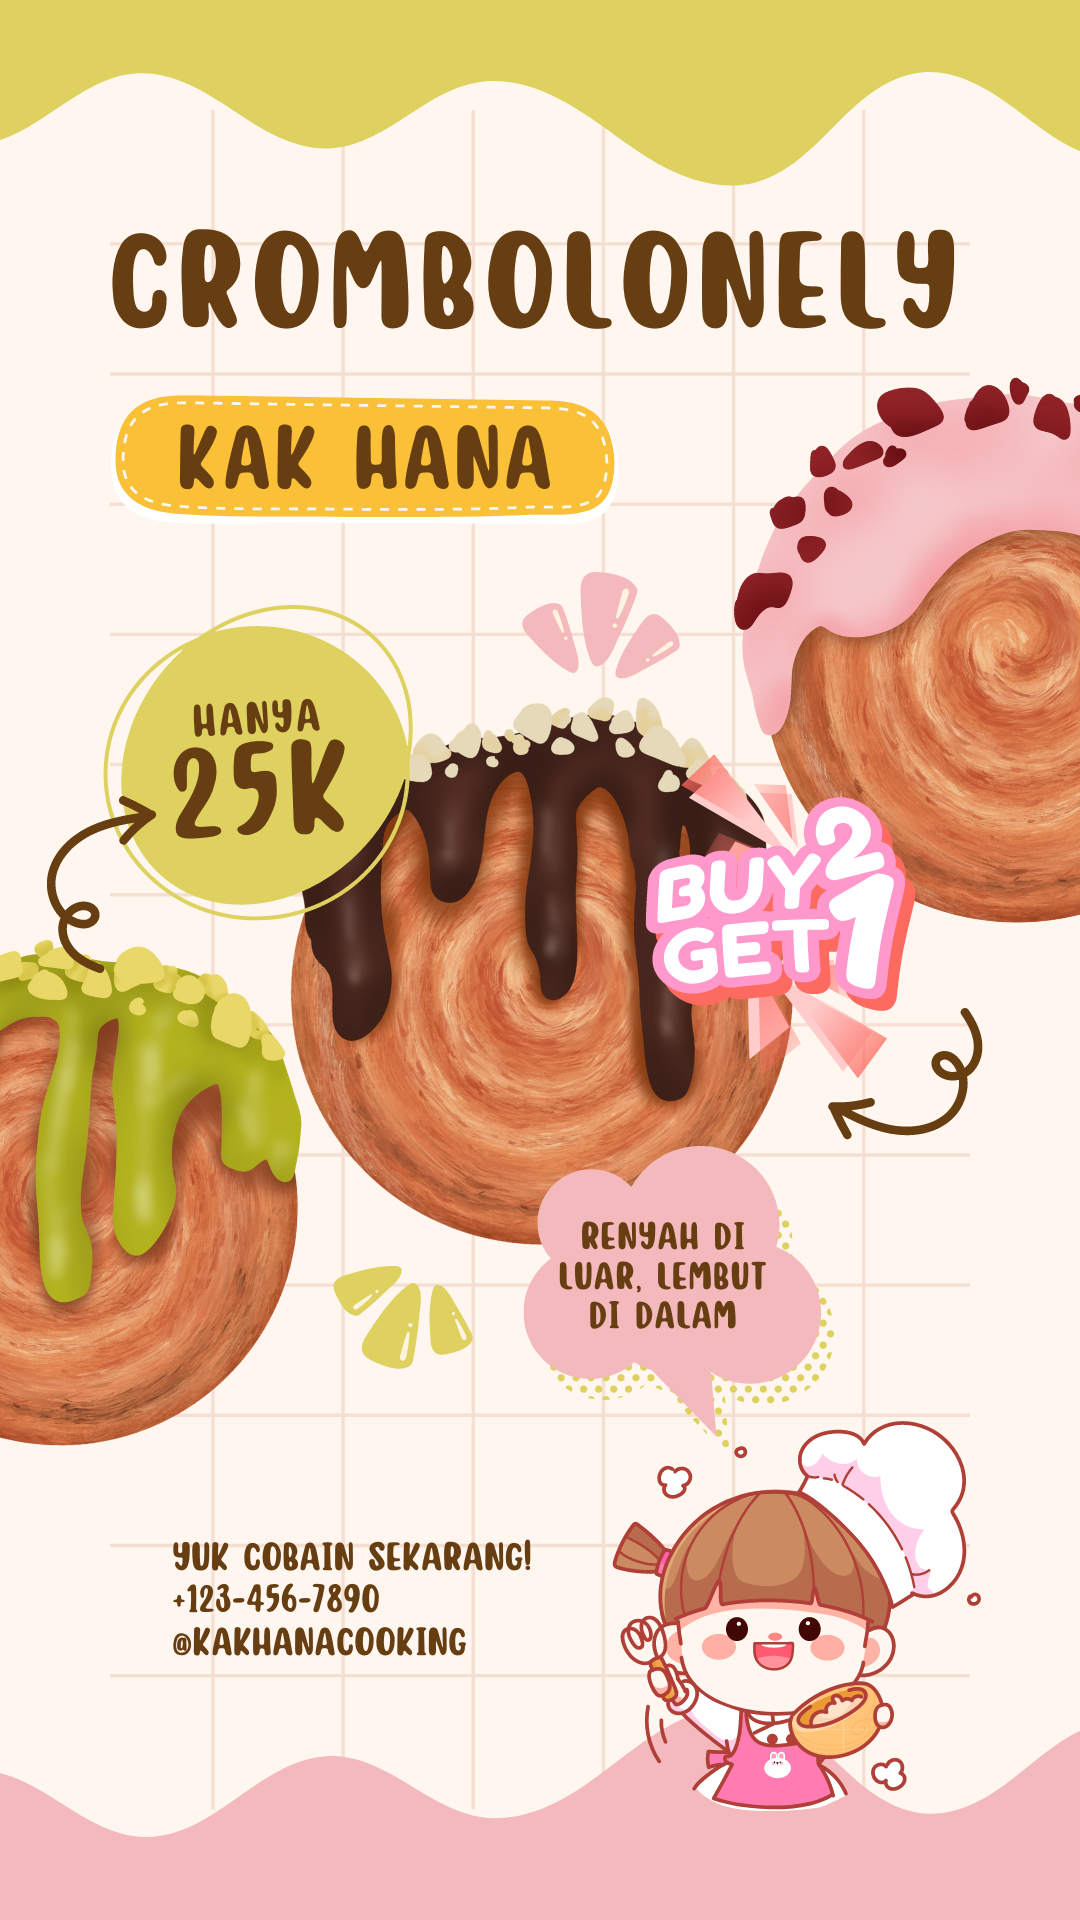 CROMBOLONELY
KAK HANA
HANYA
25K
BUY 2
GET 1
RENYAH DI
LUAR, LEMBUT
DI DALAM
YUK COBAIN SEKARANG!
+123-456-7890
@KAKHANACOOKING